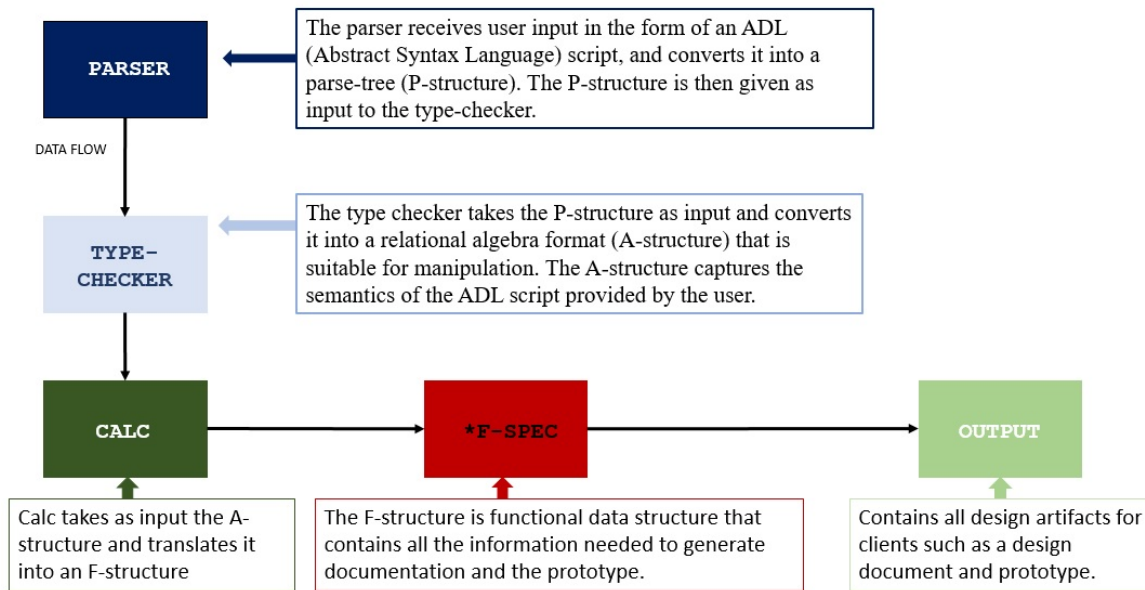 PARSER
The parser receives user input in the form of an ADL
(Abstract Syntax Language) script, and converts it into a
parse-tree (P-structure). The P-structure is then given as
input to the type-checker.
DATA FLOW
TYPE-
CHECKER
The type checker takes the P-structure as input and converts
it into a relational algebra format (A-structure) that is
suitable for manipulation. The A-structure captures the
semantics of the ADL script provided by the user.
CALC
*F-SPEC
OUTPUT
Calc takes as input the A-
structure and translates it
into an F-structure
The F-structure is functional data structure that
contains all the information needed to generate
documentation and the prototype.
Contains all design artifacts for
clients such as a design
document and prototype.